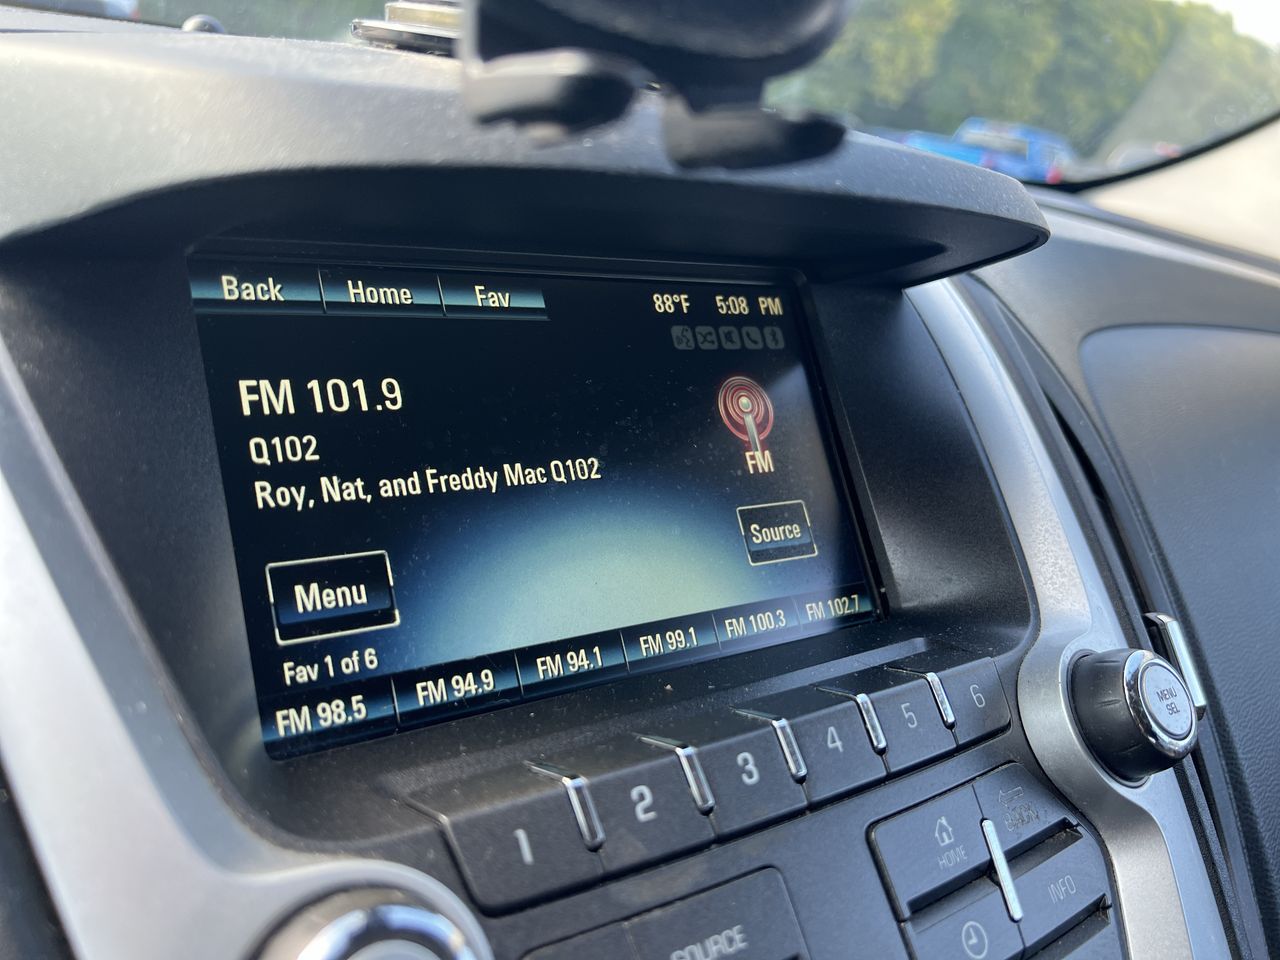 Back Home Fav
88°F 5:08 PM
FM 101.9
Q102
Roy, Nat, and Freddy Mac Q102
FM
Source
Menu
Fav 1 of 6
FM 98.5 FM 94.9 FM 94.1 FM 99.1 FM 100.3 FM 102.7
1 2 3 4 5 6
MENU
SEL
BACK
HOME
INFO
SOURCE